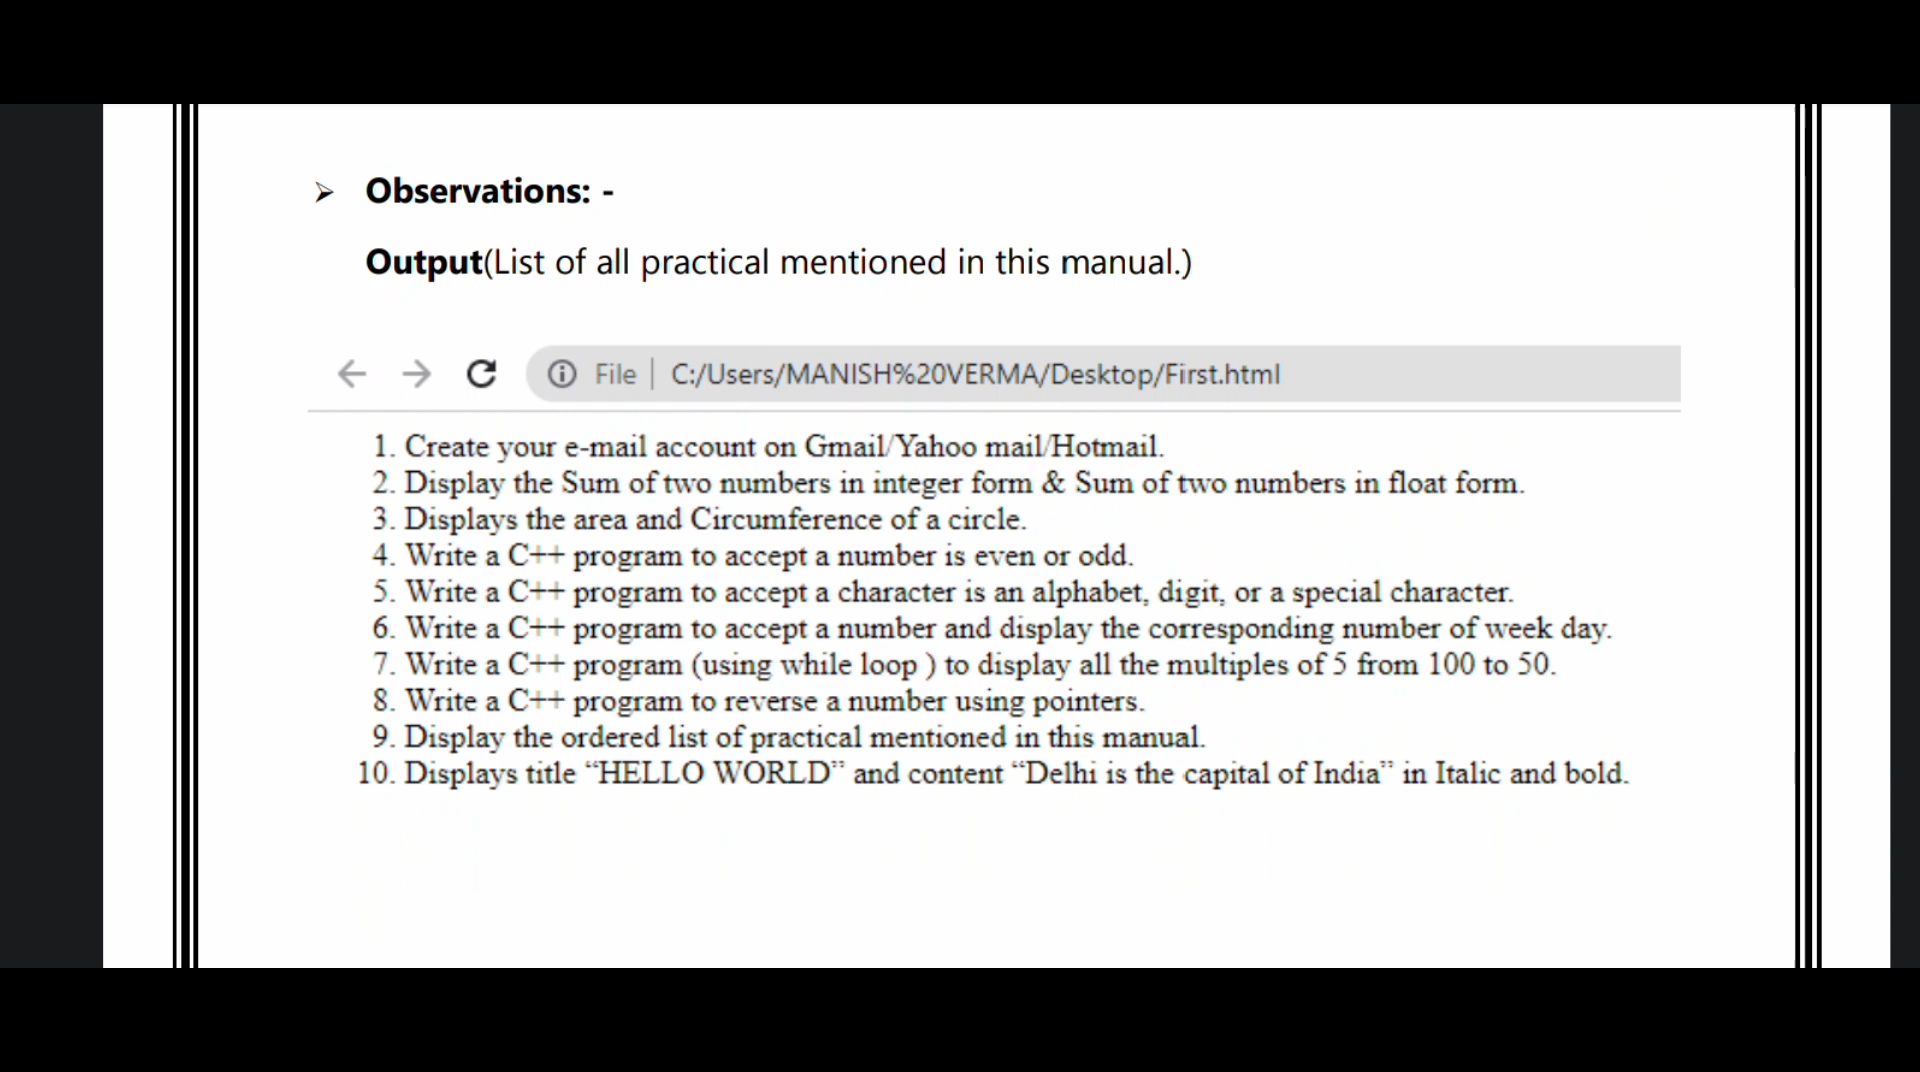 ➢ Observations: -
Output(List of all practical mentioned in this manual.)
File | C:/Users/MANISH%20VERMA/Desktop/First.html
1. Create your e-mail account on Gmail/Yahoo mail/Hotmail.
2. Display the Sum of two numbers in integer form & Sum of two numbers in float form.
3. Displays the area and Circumference of a circle.
4. Write a C++ program to accept a number is even or odd.
5. Write a C++ program to accept a character is an alphabet, digit, or a special character.
6. Write a C++ program to accept a number and display the corresponding number of week day.
7. Write a C++ program (using while loop ) to display all the multiples of 5 from 100 to 50.
8. Write a C++ program to reverse a number using pointers.
9. Display the ordered list of practical mentioned in this manual.
10. Displays title “HELLO WORLD” and content “Delhi is the capital of India” in Italic and bold.